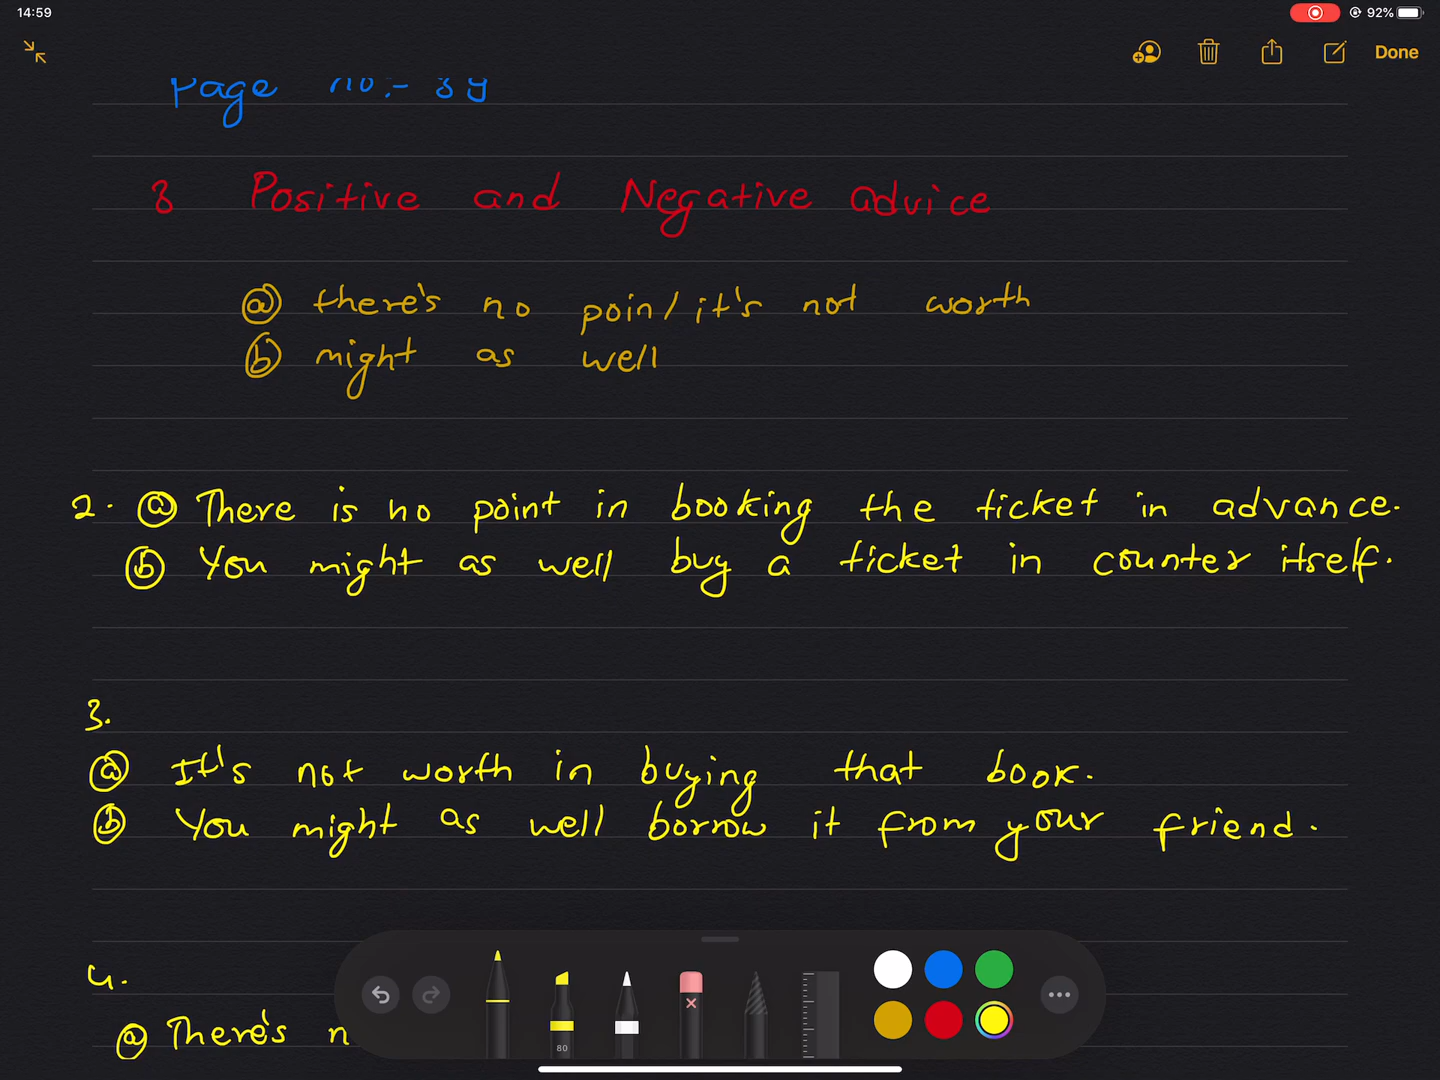 14:59
92%
Done
Page no:-
8 Positive and Negative advice
ⓐ there's no poin/it's not worth
ⓑ might as well
2. ⓐ There is no point in booking the ticket in advance.
ⓑ You might as well buy a ticket in counter itself.
3.
ⓐ It's not worth in buying that book.
ⓑ You might as well borrow it from your friend.
4.
ⓐ There's n
80